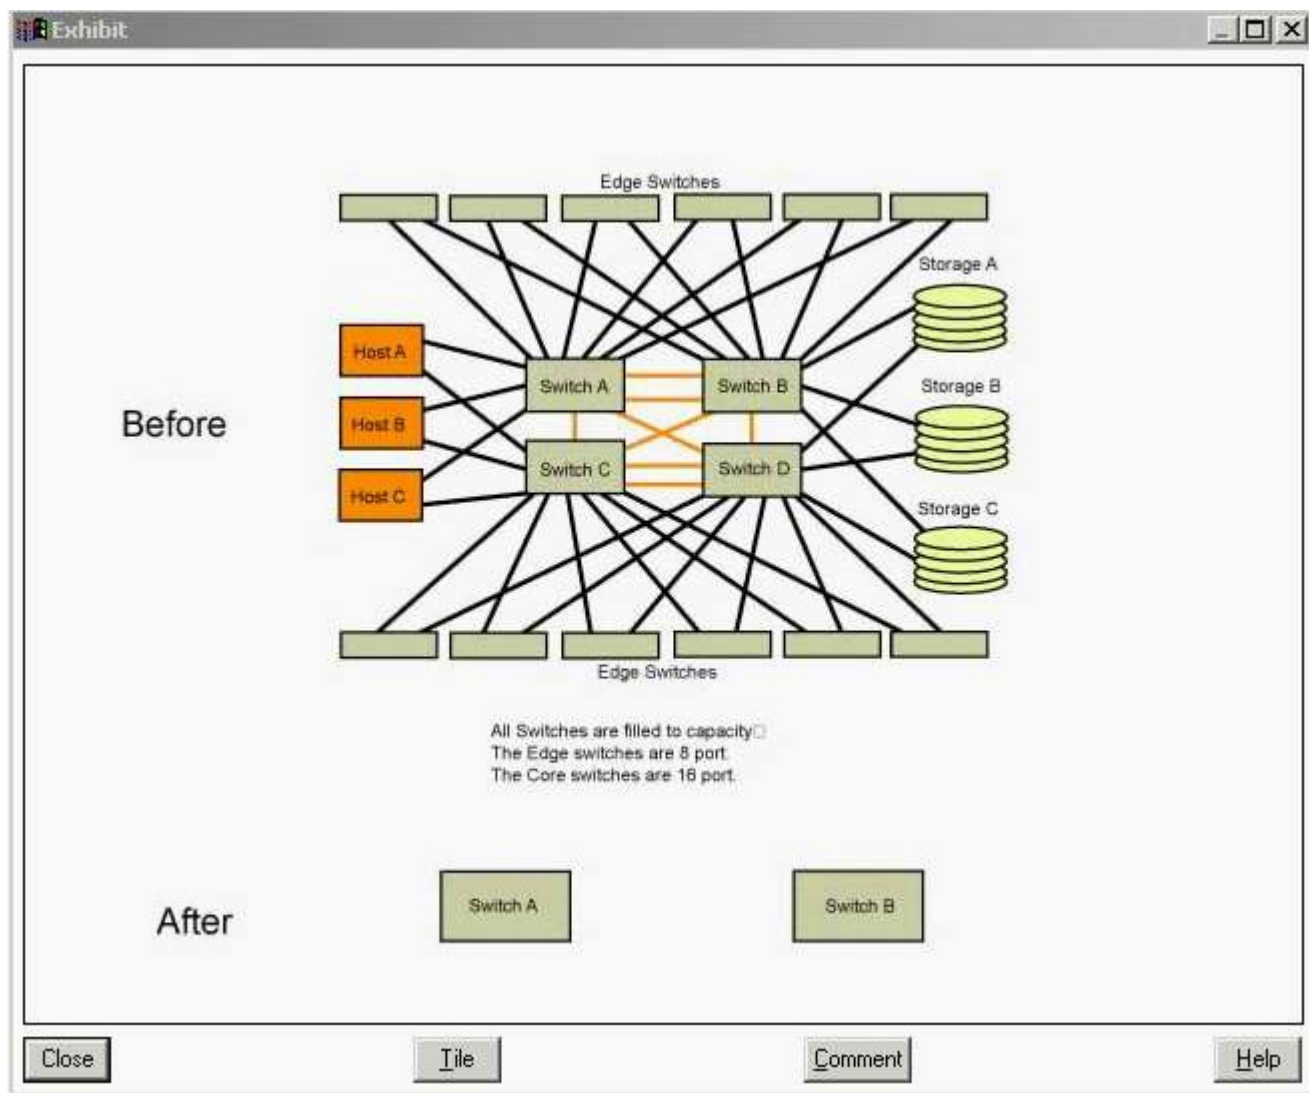 Exhibit
Edge Switches
Storage A
Host A
Switch A
Switch B
Storage B
Before
Host B
Switch C
Switch D
Host C
Storage C
Edge Switches
All Switches are filled to capacity
The Edge switches are 8 port.
The Core switches are 16 port.
After
Switch A
Switch B
Close
Tile
Comment
Help